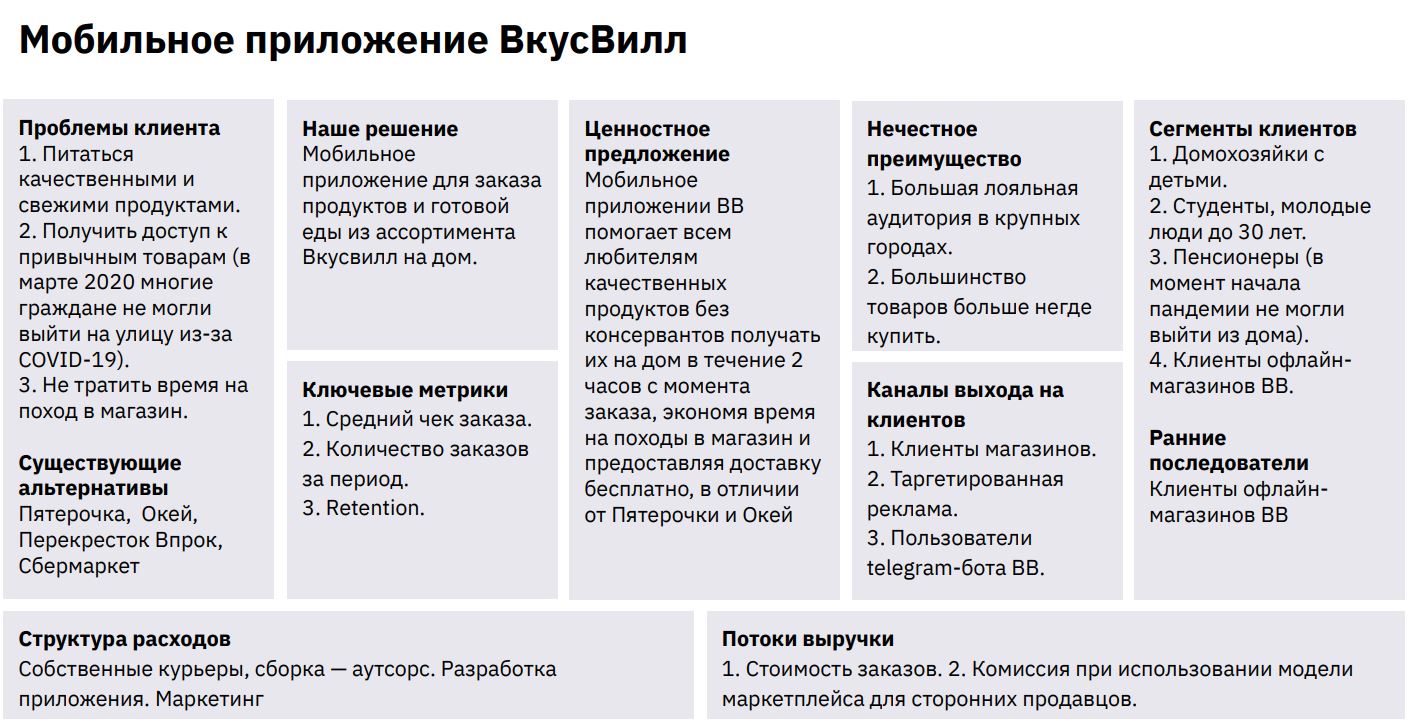 Мобильное приложение ВкусВилл
Проблемы клиента
1. Питаться
качественными и
свежими продуктами.
2. Получить доступ к
привычным товарам (в
марте 2020 многие
граждане не могли
выйти на улицу из-за
COVID-19).
3. Не тратить время на
поход в магазин.
Существующие
альтернативы
Пятерочка,  Окей,
Перекресток Впрок,
Сбермаркет
Наше решение
Мобильное
приложение для заказа
продуктов и готовой
еды из ассортимента
Вкусвилл на дом.
Ключевые метрики
1. Средний чек заказа.
2. Количество заказов
за период.
3. Retention.
Ценностное
предложение
Мобильное
приложении ВВ
помогает всем
любителям
качественных
продуктов без
консервантов получать
их на дом в течение 2
часов с момента
заказа, экономя время
на походы в магазин и
предоставляя доставку
бесплатно, в отличии
от Пятерочки и Окей
Нечестное
преимущество
1. Большая лояльная
аудитория в крупных
городах.
2. Большинство
товаров больше негде
купить.
Каналы выхода на
клиентов
1. Клиенты магазинов.
2. Таргетированная
реклама.
3. Пользователи
telegram-бота ВВ.
Сегменты клиентов
1. Домохозяйки с
детьми.
2. Студенты, молодые
люди до 30 лет.
3. Пенсионеры (в
момент начала
пандемии не могли
выйти из дома).
4. Клиенты офлайн-
магазинов ВВ.
Ранние
последователи
Клиенты офлайн-
магазинов ВВ
Структура расходов
Собственные курьеры, сборка — аутсорс. Разработка
приложения. Маркетинг
Потоки выручки
1. Стоимость заказов. 2. Комиссия при использовании модели
маркетплейса для сторонних продавцов.